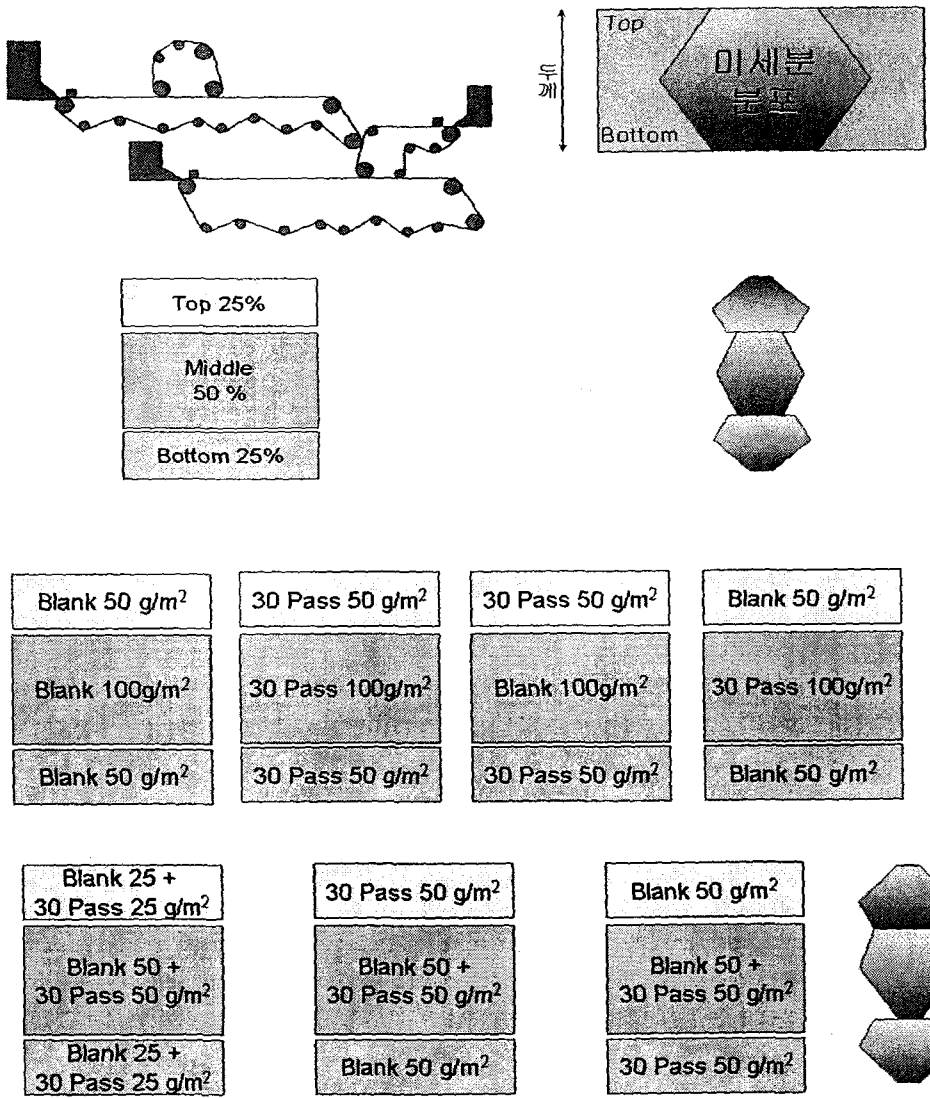 Top
미세분
분포
두께
Bottom
Top 25%
Middle
50 %
Bottom 25%
Blank 50 g/m²
30 Pass 50 g/m²
30 Pass 50 g/m²
Blank 50 g/m²
Blank 100g/m²
30 Pass 100g/m²
Blank 100g/m²
30 Pass 100g/m²
Blank 50 g/m²
30 Pass 50 g/m²
30 Pass 50 g/m²
Blank 50 g/m²
Blank 25 +
30 Pass 25 g/m²
30 Pass 50 g/m²
Blank 50 g/m²
Blank 50 +
30 Pass 50 g/m²
Blank 50 +
30 Pass 50 g/m²
Blank 50 +
30 Pass 50 g/m²
Blank 25 +
30 Pass 25 g/m²
Blank 50 g/m²
30 Pass 50 g/m²